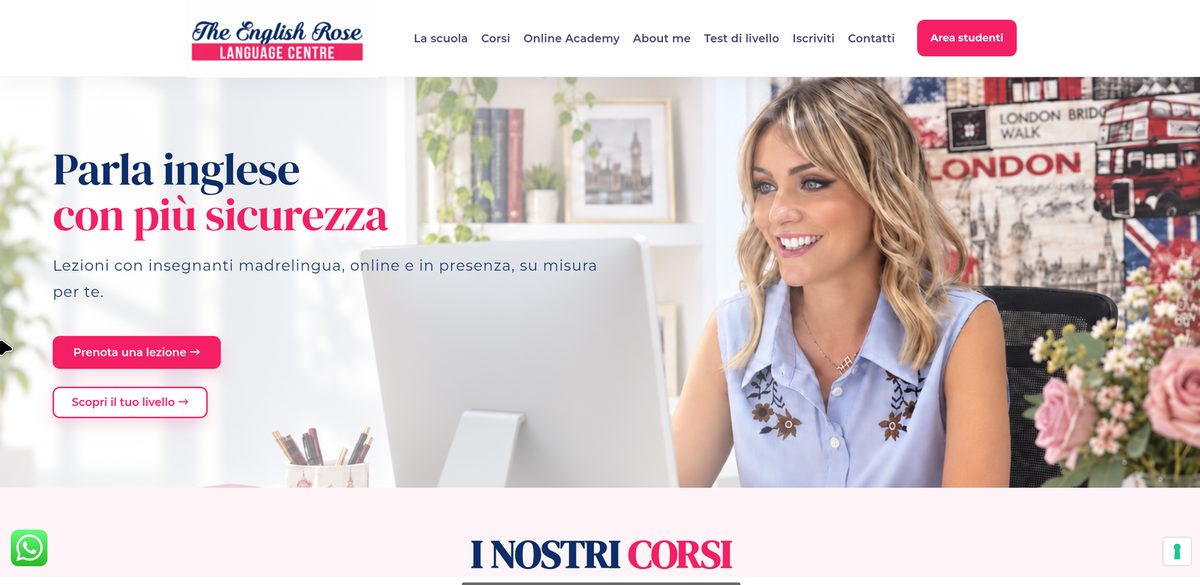 The English Rose
LANGUAGE CENTRE
La scuola Corsi Online Academy About me Test di livello Iscriviti Contatti Area studenti
Parla inglese
con più sicurezza
Lezioni con insegnanti madrelingua, online e in presenza, su misura
per te.
Prenota una lezione →
Scopri il tuo livello →
LONDON BRIDG
WALK
LONDON
I NOSTRI CORSI